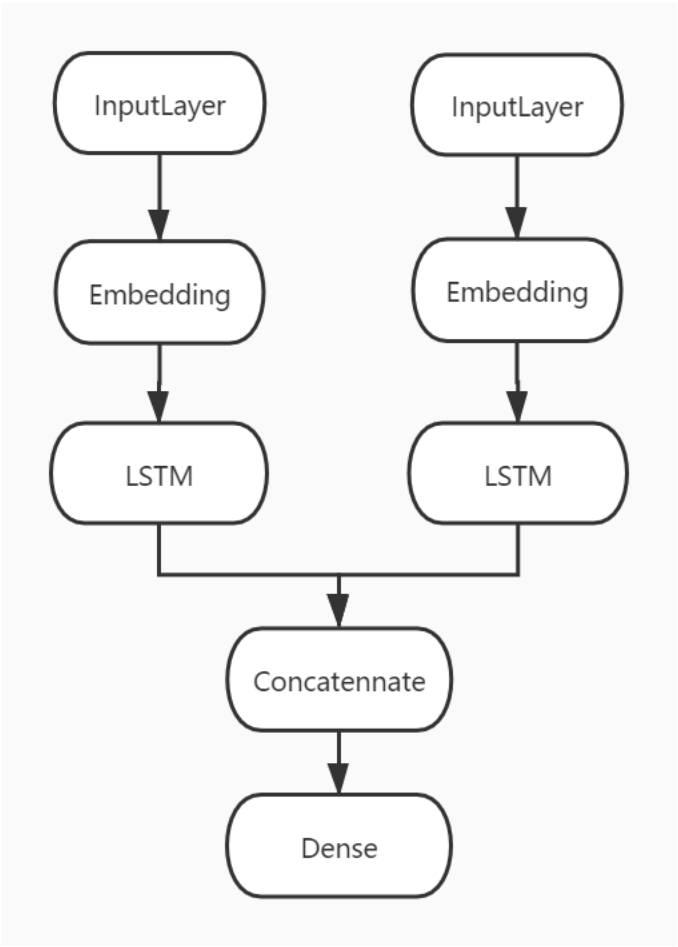 InputLayer
InputLayer
Embedding
Embedding
LSTM
LSTM
Concatennate
Dense